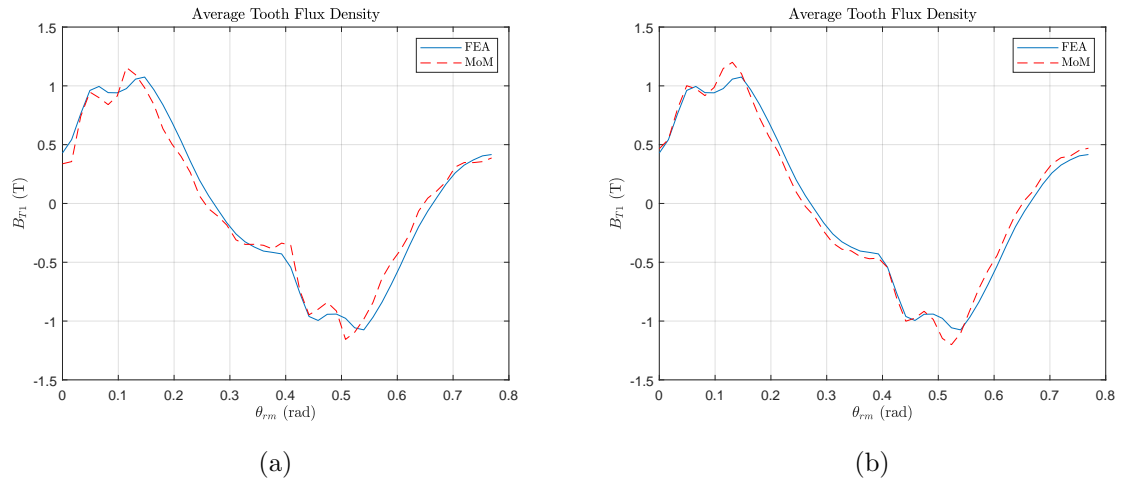 Average Tooth Flux Density
FEA
MoM
1.5
1
0.5
0
-0.5
-1
-1.5
B_{T1} (T)
0 0.1 0.2 0.3 0.4 0.5 0.6 0.7 0.8
θ_{rm} (rad)
(a)
Average Tooth Flux Density
FEA
MoM
1.5
1
0.5
0
-0.5
-1
-1.5
B_{T1} (T)
0 0.1 0.2 0.3 0.4 0.5 0.6 0.7 0.8
θ_{rm} (rad)
(b)